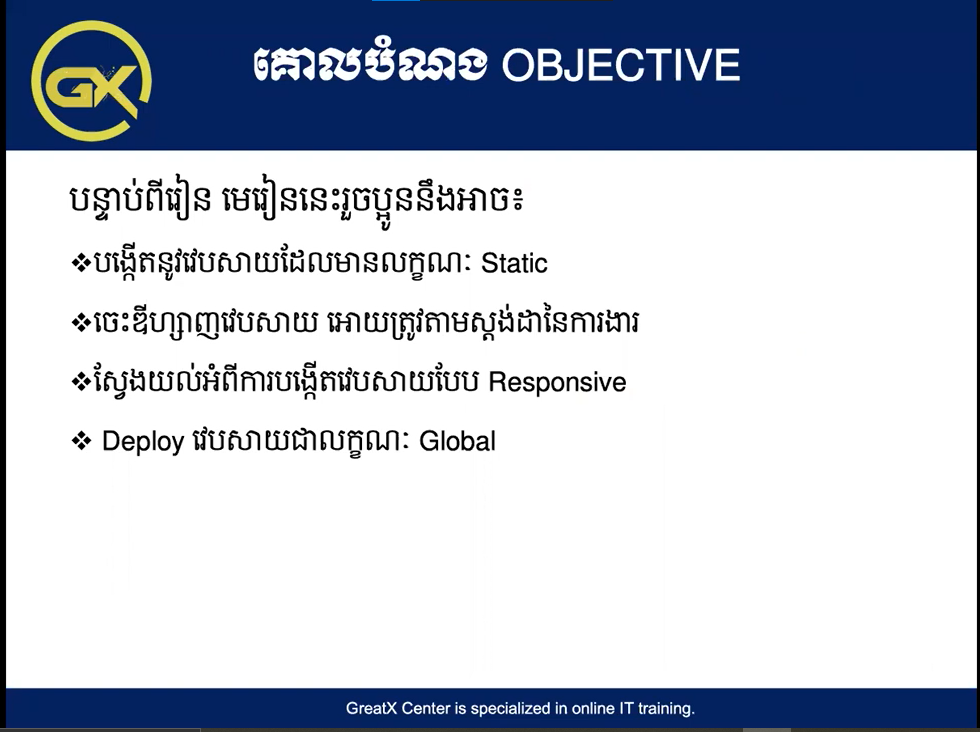 GX
គោលបំណង OBJECTIVE
បន្ទាប់ពីរៀន មេរៀននេះរួចប្អូននឹងអាច៖
❖បង្កើតនូវវេបសាយដែលមានលក្ខណៈ Static
❖ចេះឌីហ្សាញវេបសាយ អោយត្រូវតាមស្តង់ដានៃការងារ
❖ស្វែងយល់អំពីការបង្កើតវេបសាយបែប Responsive
❖ Deploy វេបសាយជាលក្ខណៈ Global
GreatX Center is specialized in online IT training.